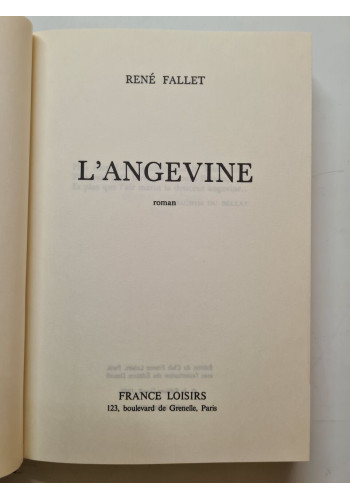 RENÉ FALLET
L'ANGEVINE
roman
FRANCE LOISIRS
123, boulevard de Grenelle, Paris